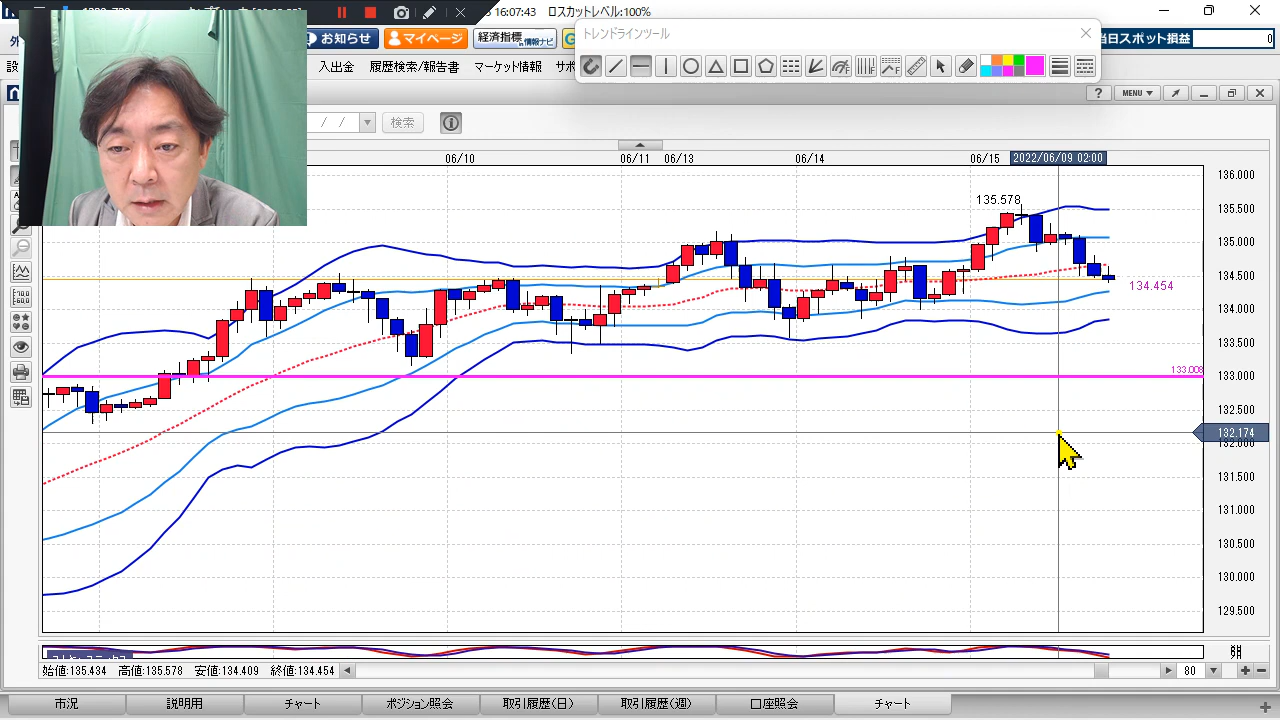 16:07:43 ロスカットレベル:100%
お知らせ
マイページ
経済指標 in情報ナビ
当日スポット損益
0
入出金
履歴検索/報告書
マーケット情報
トレンドラインツール
?
MENU
/ /
検索
06/10
06/11
06/13
06/14
06/15
2022/06/09 02:00
136.000
135.578
135.500
135.000
134.500
134.454
134.000
133.500
133.008
133.000
132.500
132.174
131.500
131.000
130.500
130.000
129.500
始値:135.434 高値:135.578 安値:134.409 終値:134.454
80
市況
説明用
チャート
ポジション照会
取引履歴(日)
取引履歴(週)
口座照会
チャート